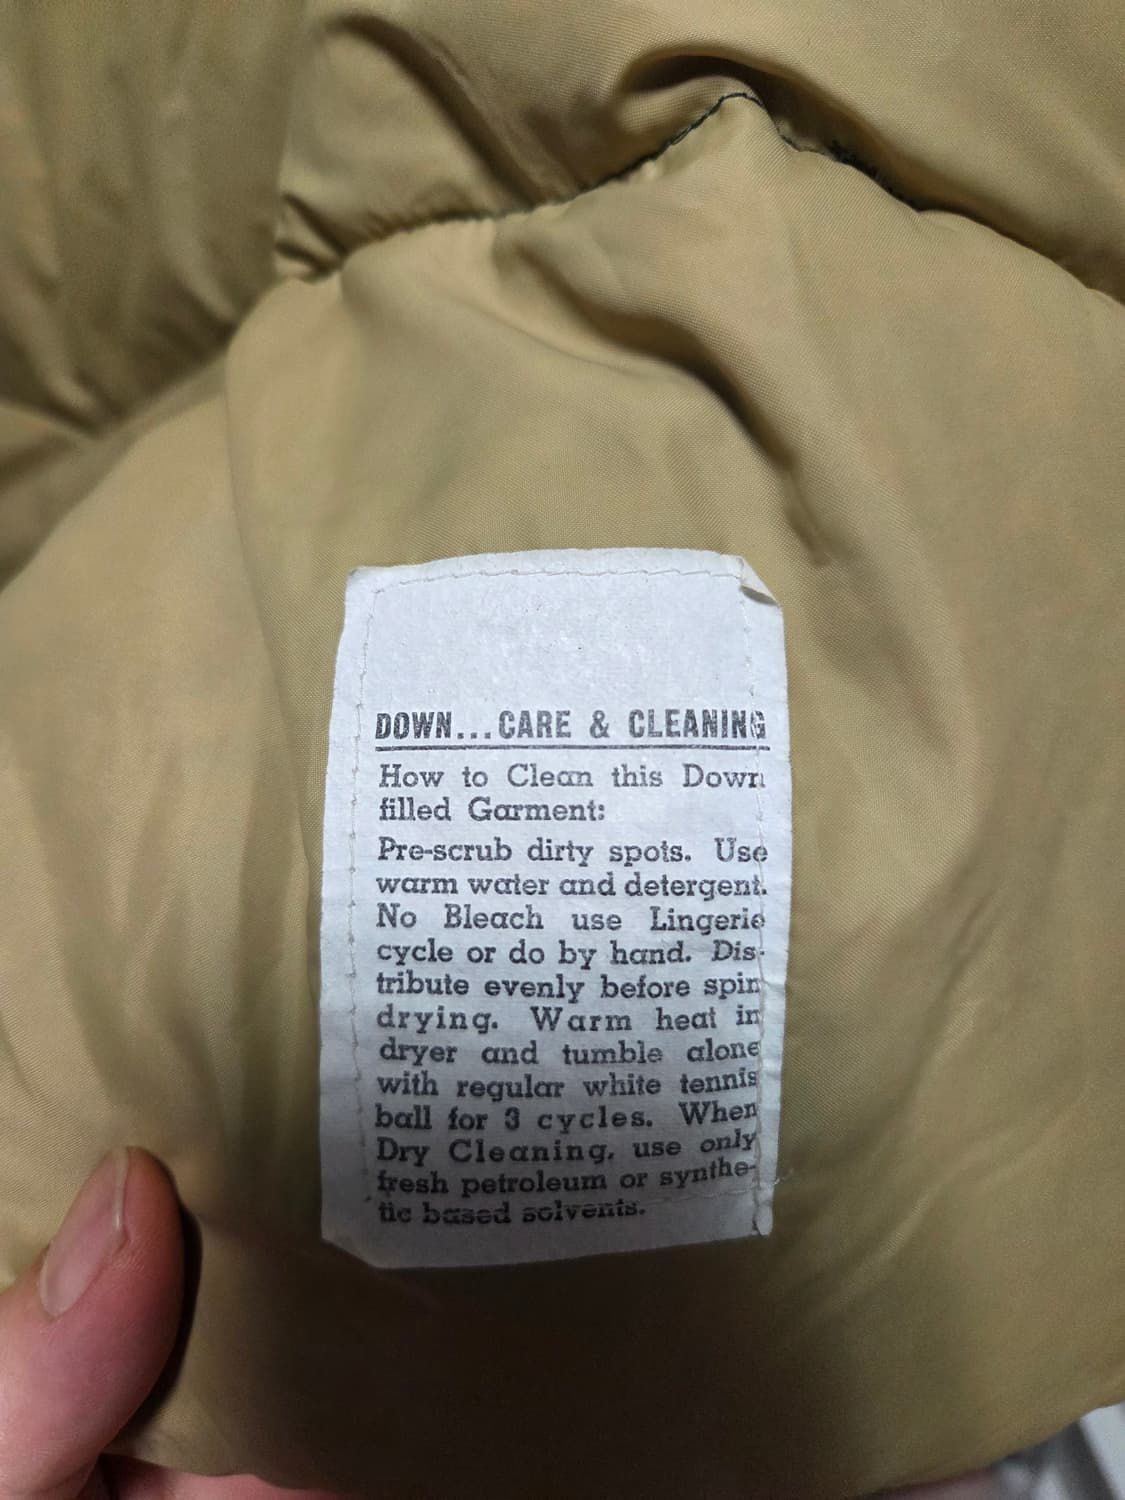 DOWN...CARE & CLEANING
How to Clean this Down
filled Garment:
Pre-scrub dirty spots. Use
warm water and detergent.
No Bleach use Lingerie
cycle or do by hand. Dis-
tribute evenly before spin
drying. Warm heat in
dryer and tumble alone
with regular white tennis
ball for 3 cycles. When
Dry Cleaning, use only
fresh petroleum or synthe-
tic based solvents.